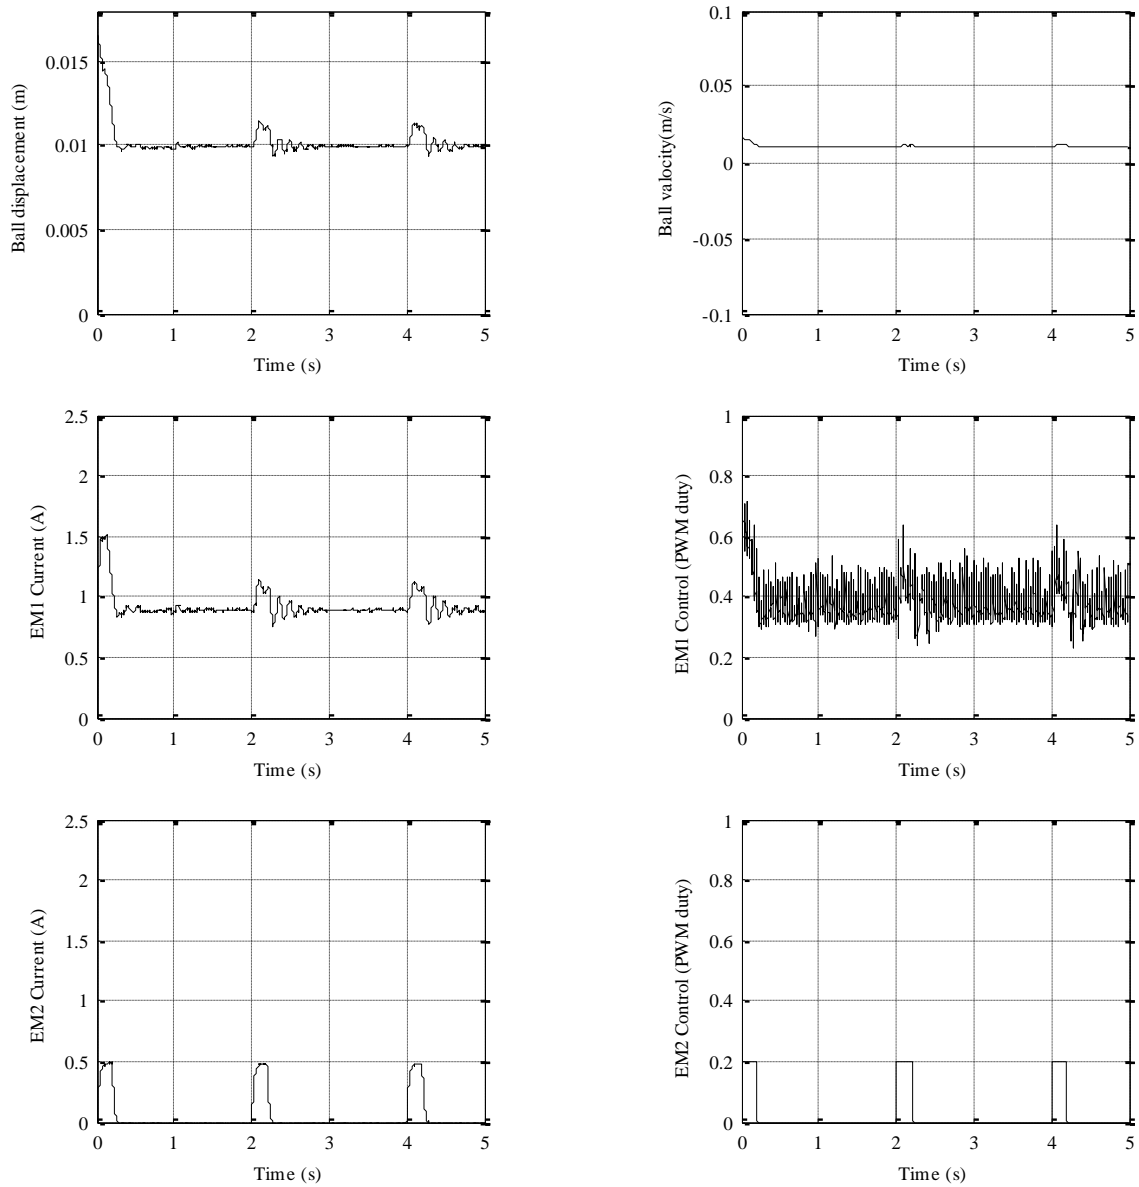 Ball displacement (m)
0.015
0.01
0.005
0
0 1 2 3 4 5
Time (s)
Ball valocity(m/s)
0.1
0.05
0
-0.05
-0.1
0 1 2 3 4 5
Time (s)
EM1 Current (A)
2.5
2
1.5
1
0.5
0
0 1 2 3 4 5
Time (s)
EM1 Control (PWM duty)
1
0.8
0.6
0.4
0.2
0
0 1 2 3 4 5
Time (s)
EM2 Current (A)
2.5
2
1.5
1
0.5
0
0 1 2 3 4 5
Time (s)
EM2 Control (PWM duty)
1
0.8
0.6
0.4
0.2
0
0 1 2 3 4 5
Time (s)